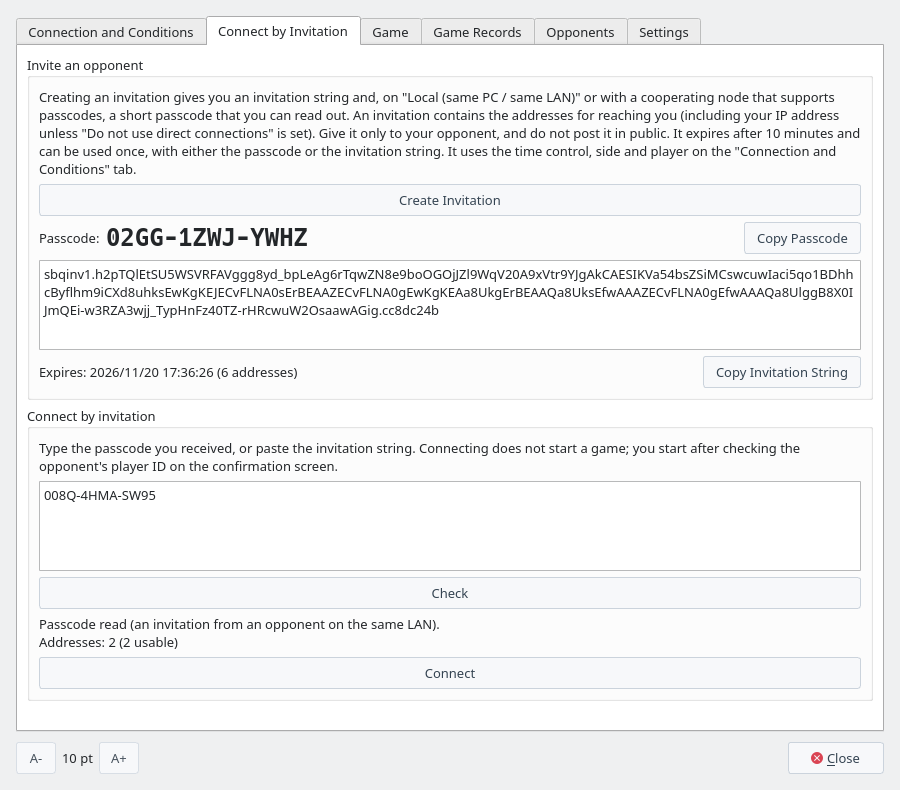 Connection and Conditions
Connect by Invitation
Game
Game Records
Opponents
Settings
Invite an opponent
Creating an invitation gives you an invitation string and, on "Local (same PC / same LAN)" or with a cooperating node that supports
passcodes, a short passcode that you can read out. An invitation contains the addresses for reaching you (including your IP address
unless "Do not use direct connections" is set). Give it only to your opponent, and do not post it in public. It expires after 10 minutes and
can be used once, with either the passcode or the invitation string. It uses the time control, side and player on the "Connection and
Conditions" tab.
Create Invitation
Passcode: 02GG-1ZWJ-YWHZ
Copy Passcode
sbqinv1.h2pTQlEtSU5WSVRFAVggg8yd_bpLeAg6rTqwZN8e9boOGOjJZl9WqV20A9xVtr9YJgAkCAESIKVa54bsZSiMCswcuwIaci5qo1BDhh
cByflhm9iCXd8uhksEwKgKEJECvFLNA0sErBEAAZECvFLNA0gEwKgKEAa8UkgErBEAAQa8UksEfwAAAZECvFLNA0gEfwAAAQa8UlggB8X0I
JmQEi-w3RZA3wjj_TypHnFz40TZ-rHRcwuW2OsaawAGig.cc8dc24b
Expires: 2026/11/20 17:36:26 (6 addresses)
Copy Invitation String
Connect by invitation
Type the passcode you received, or paste the invitation string. Connecting does not start a game; you start after checking the
opponent's player ID on the confirmation screen.
008Q-4HMA-SW95
Check
Passcode read (an invitation from an opponent on the same LAN).
Addresses: 2 (2 usable)
Connect
A-
10 pt
A+
Close